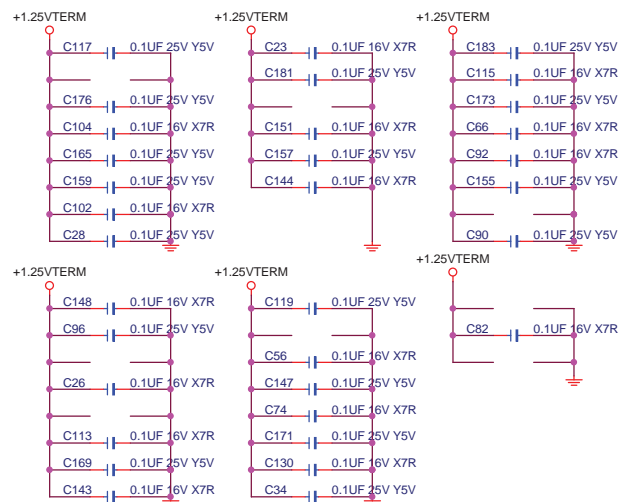 +1.25VTERM
C117 0.1UF 25V Y5V
C176 0.1UF 25V Y5V
C104 0.1UF 16V X7R
C165 0.1UF 25V Y5V
C159 0.1UF 25V Y5V
C102 0.1UF 16V X7R
C28 0.1UF 25V Y5V
+1.25VTERM
C23 0.1UF 16V X7R
C181 0.1UF 25V Y5V
C151 0.1UF 16V X7R
C157 0.1UF 25V Y5V
C144 0.1UF 16V X7R
+1.25VTERM
C183 0.1UF 25V Y5V
C115 0.1UF 16V X7R
C173 0.1UF 25V Y5V
C66 0.1UF 16V X7R
C92 0.1UF 16V X7R
C155 0.1UF 25V Y5V
C90 0.1UF 25V Y5V
+1.25VTERM
C148 0.1UF 16V X7R
C96 0.1UF 25V Y5V
C26 0.1UF 16V X7R
C113 0.1UF 25V Y5V
C169 0.1UF 25V Y5V
C143 0.1UF 16V X7R
+1.25VTERM
C119 0.1UF 25V Y5V
C56 0.1UF 16V X7R
C147 0.1UF 25V Y5V
C74 0.1UF 16V X7R
C171 0.1UF 25V Y5V
C130 0.1UF 16V X7R
C34 0.1UF 25V Y5V
+1.25VTERM
C82 0.1UF 16V X7R